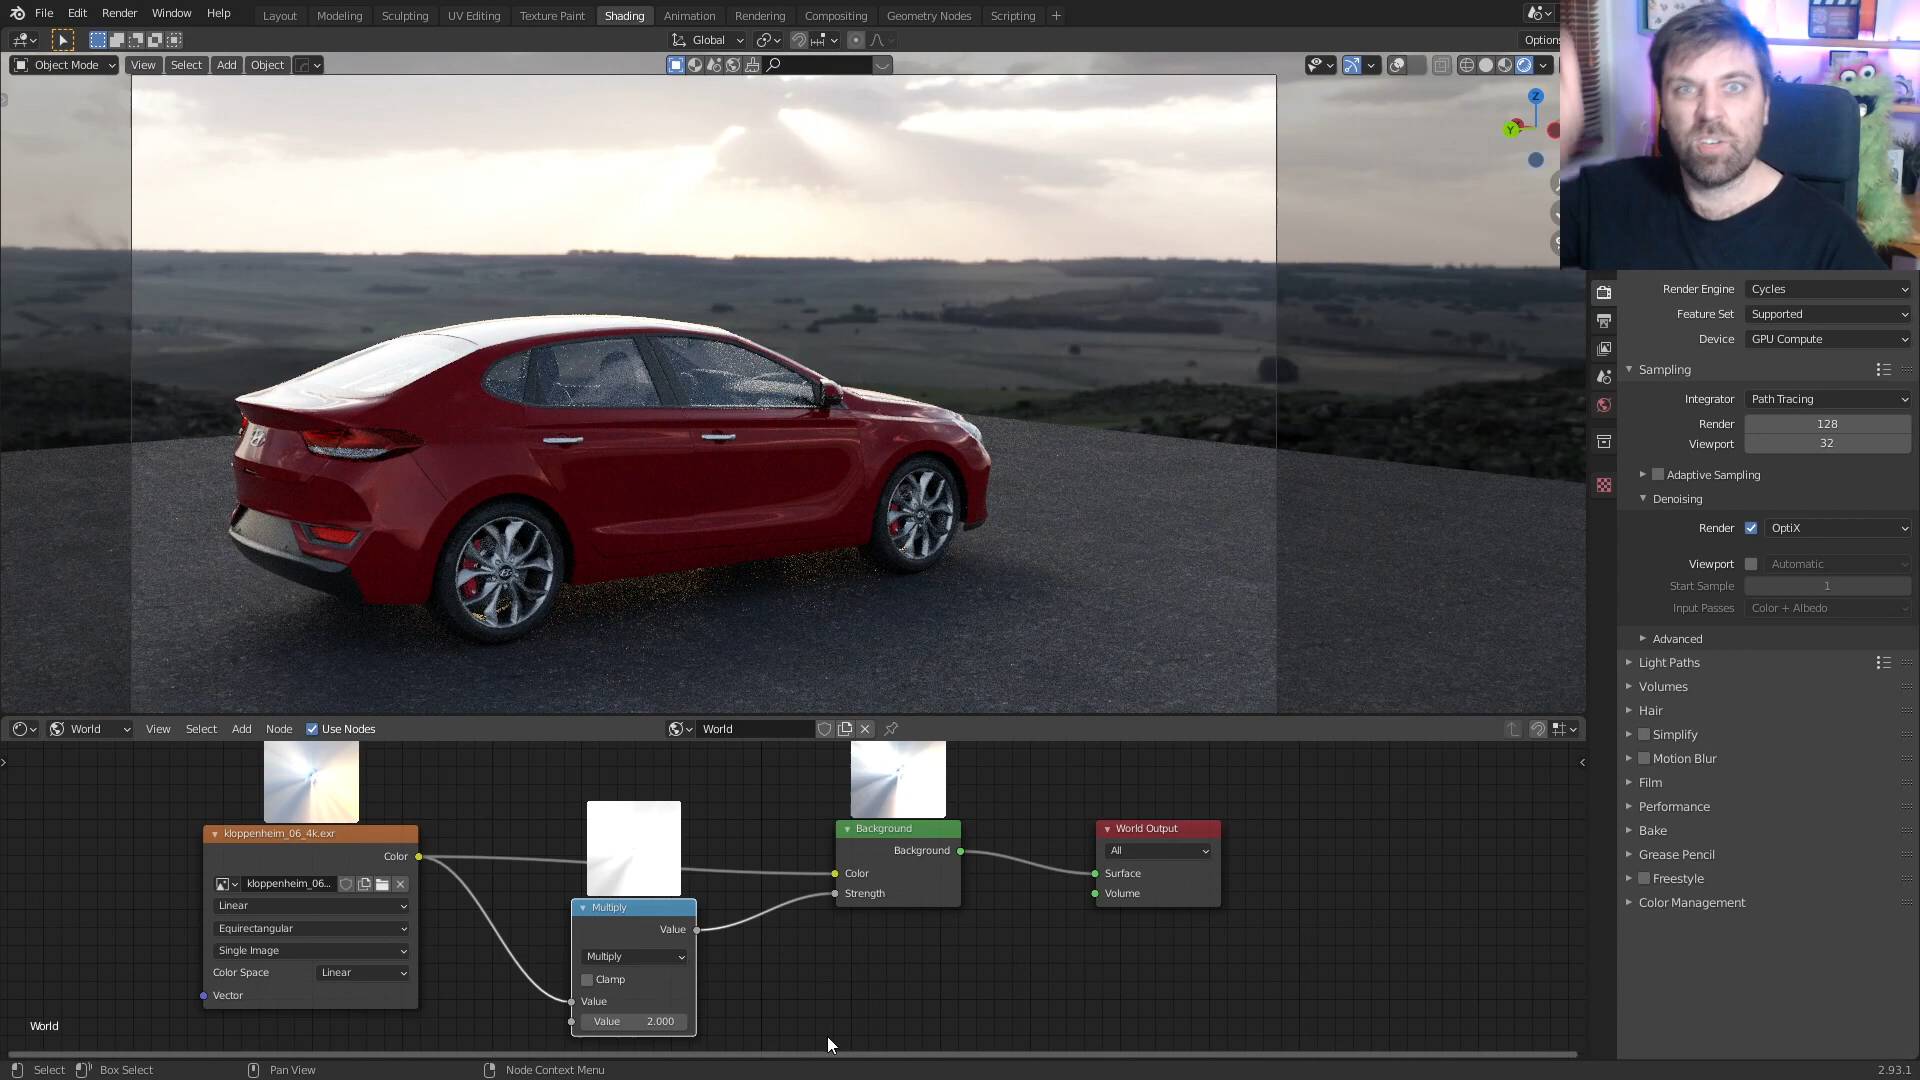 File Edit Render Window Help Layout Modeling Sculpting UV Editing Texture Paint Shading Animation Rendering Compositing Geometry Nodes Scripting +
Global Options
Object Mode View Select Add Object
Z
Y
Render Engine Cycles
Feature Set Supported
Device GPU Compute
Sampling
Integrator Path Tracing
Render 128
Viewport 32
Adaptive Sampling
Denoising
Render OptiX
Viewport Automatic
Start Sample 1
Input Passes Color + Albedo
Advanced
Light Paths
Volumes
Hair
Simplify
Motion Blur
Film
Performance
Bake
Grease Pencil
Freestyle
Color Management
World View Select Add Node Use Nodes World
kloppenheim_06_4k.exr
Color
kloppenheim_06...
Linear
Equirectangular
Single Image
Color Space Linear
Vector
Multiply
Value
Multiply
Clamp
Value
Value 2.000
Background
Background
Color
Strength
World Output
All
Surface
Volume
World
Select Box Select Pan View Node Context Menu 2.93.1